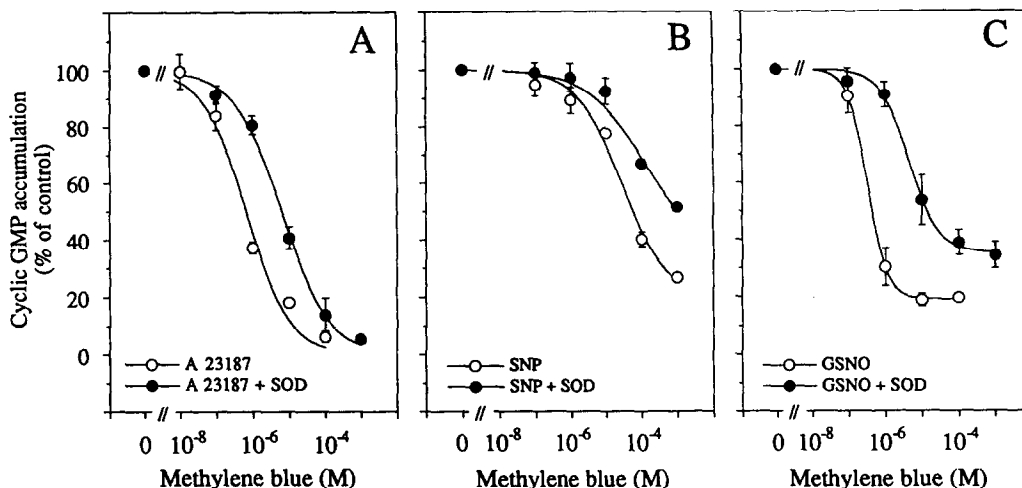 A
B
C
Cyclic GMP accumulation
(% of control)
100
80
60
40
20
0
A 23187
A 23187 + SOD
SNP
SNP + SOD
GSNO
GSNO + SOD
0 // 10⁻⁸ 10⁻⁶ 10⁻⁴
0 // 10⁻⁸ 10⁻⁶ 10⁻⁴
0 // 10⁻⁸ 10⁻⁶ 10⁻⁴
Methylene blue (M)
Methylene blue (M)
Methylene blue (M)